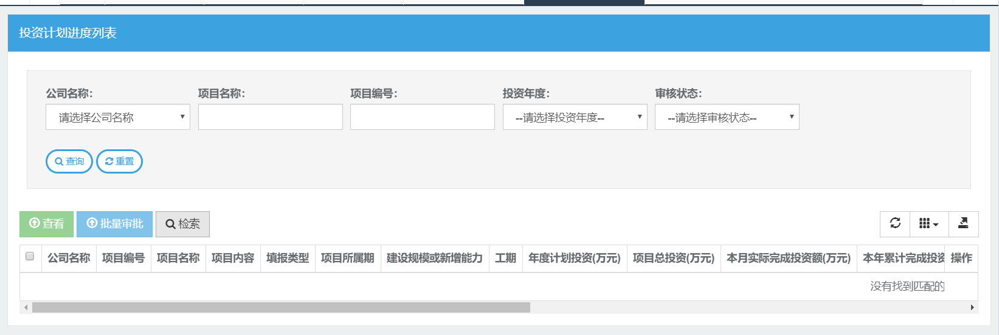 投资计划进度列表
公司名称: 项目名称: 项目编号: 投资年度: 审核状态:
请选择公司名称 --请选择投资年度-- --请选择审核状态--
查询 重置
查看 批量审批 检索
公司名称 项目编号 项目名称 项目内容 填报类型 项目所属期 建设规模或新增能力 工期 年度计划投资(万元) 项目总投资(万元) 本月实际完成投资额(万元) 本年累计完成投资 操作
没有找到匹配的